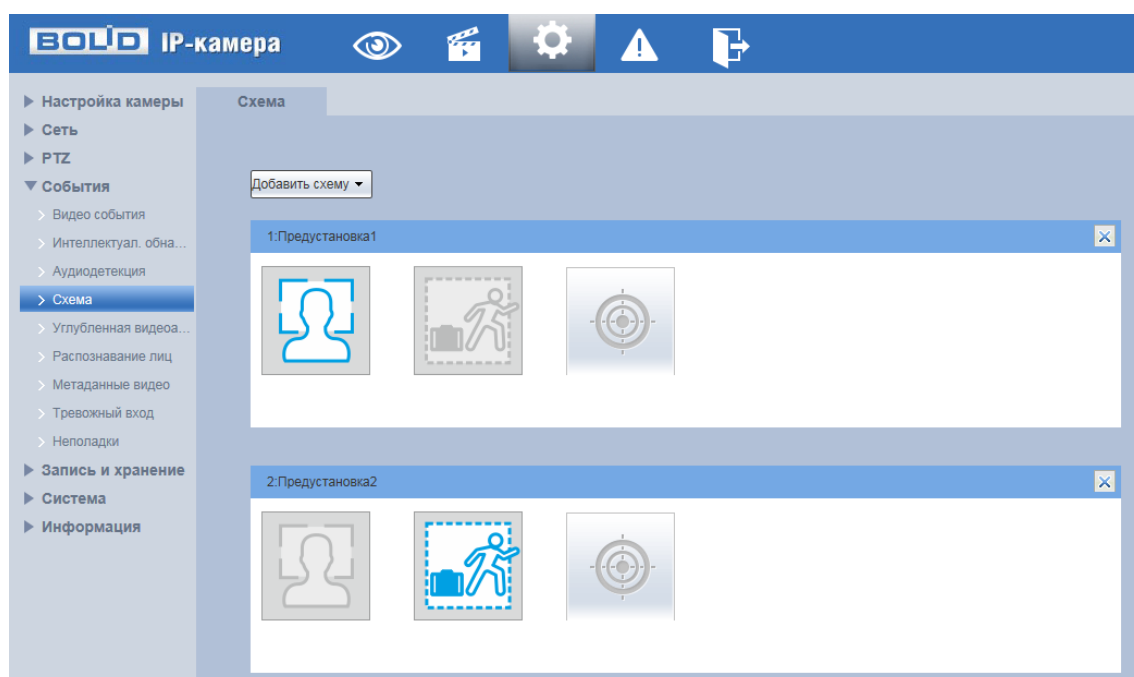 BOLID IP-камера
Настройка камеры
Сеть
PTZ
События
Видео события
Интеллектуал. обна...
Аудиодетекция
Схема
Углубленная видеоа...
Распознавание лиц
Метаданные видео
Тревожный вход
Неполадки
Запись и хранение
Система
Информация
Схема
Добавить схему
1:Предустановка1
2:Предустановка2